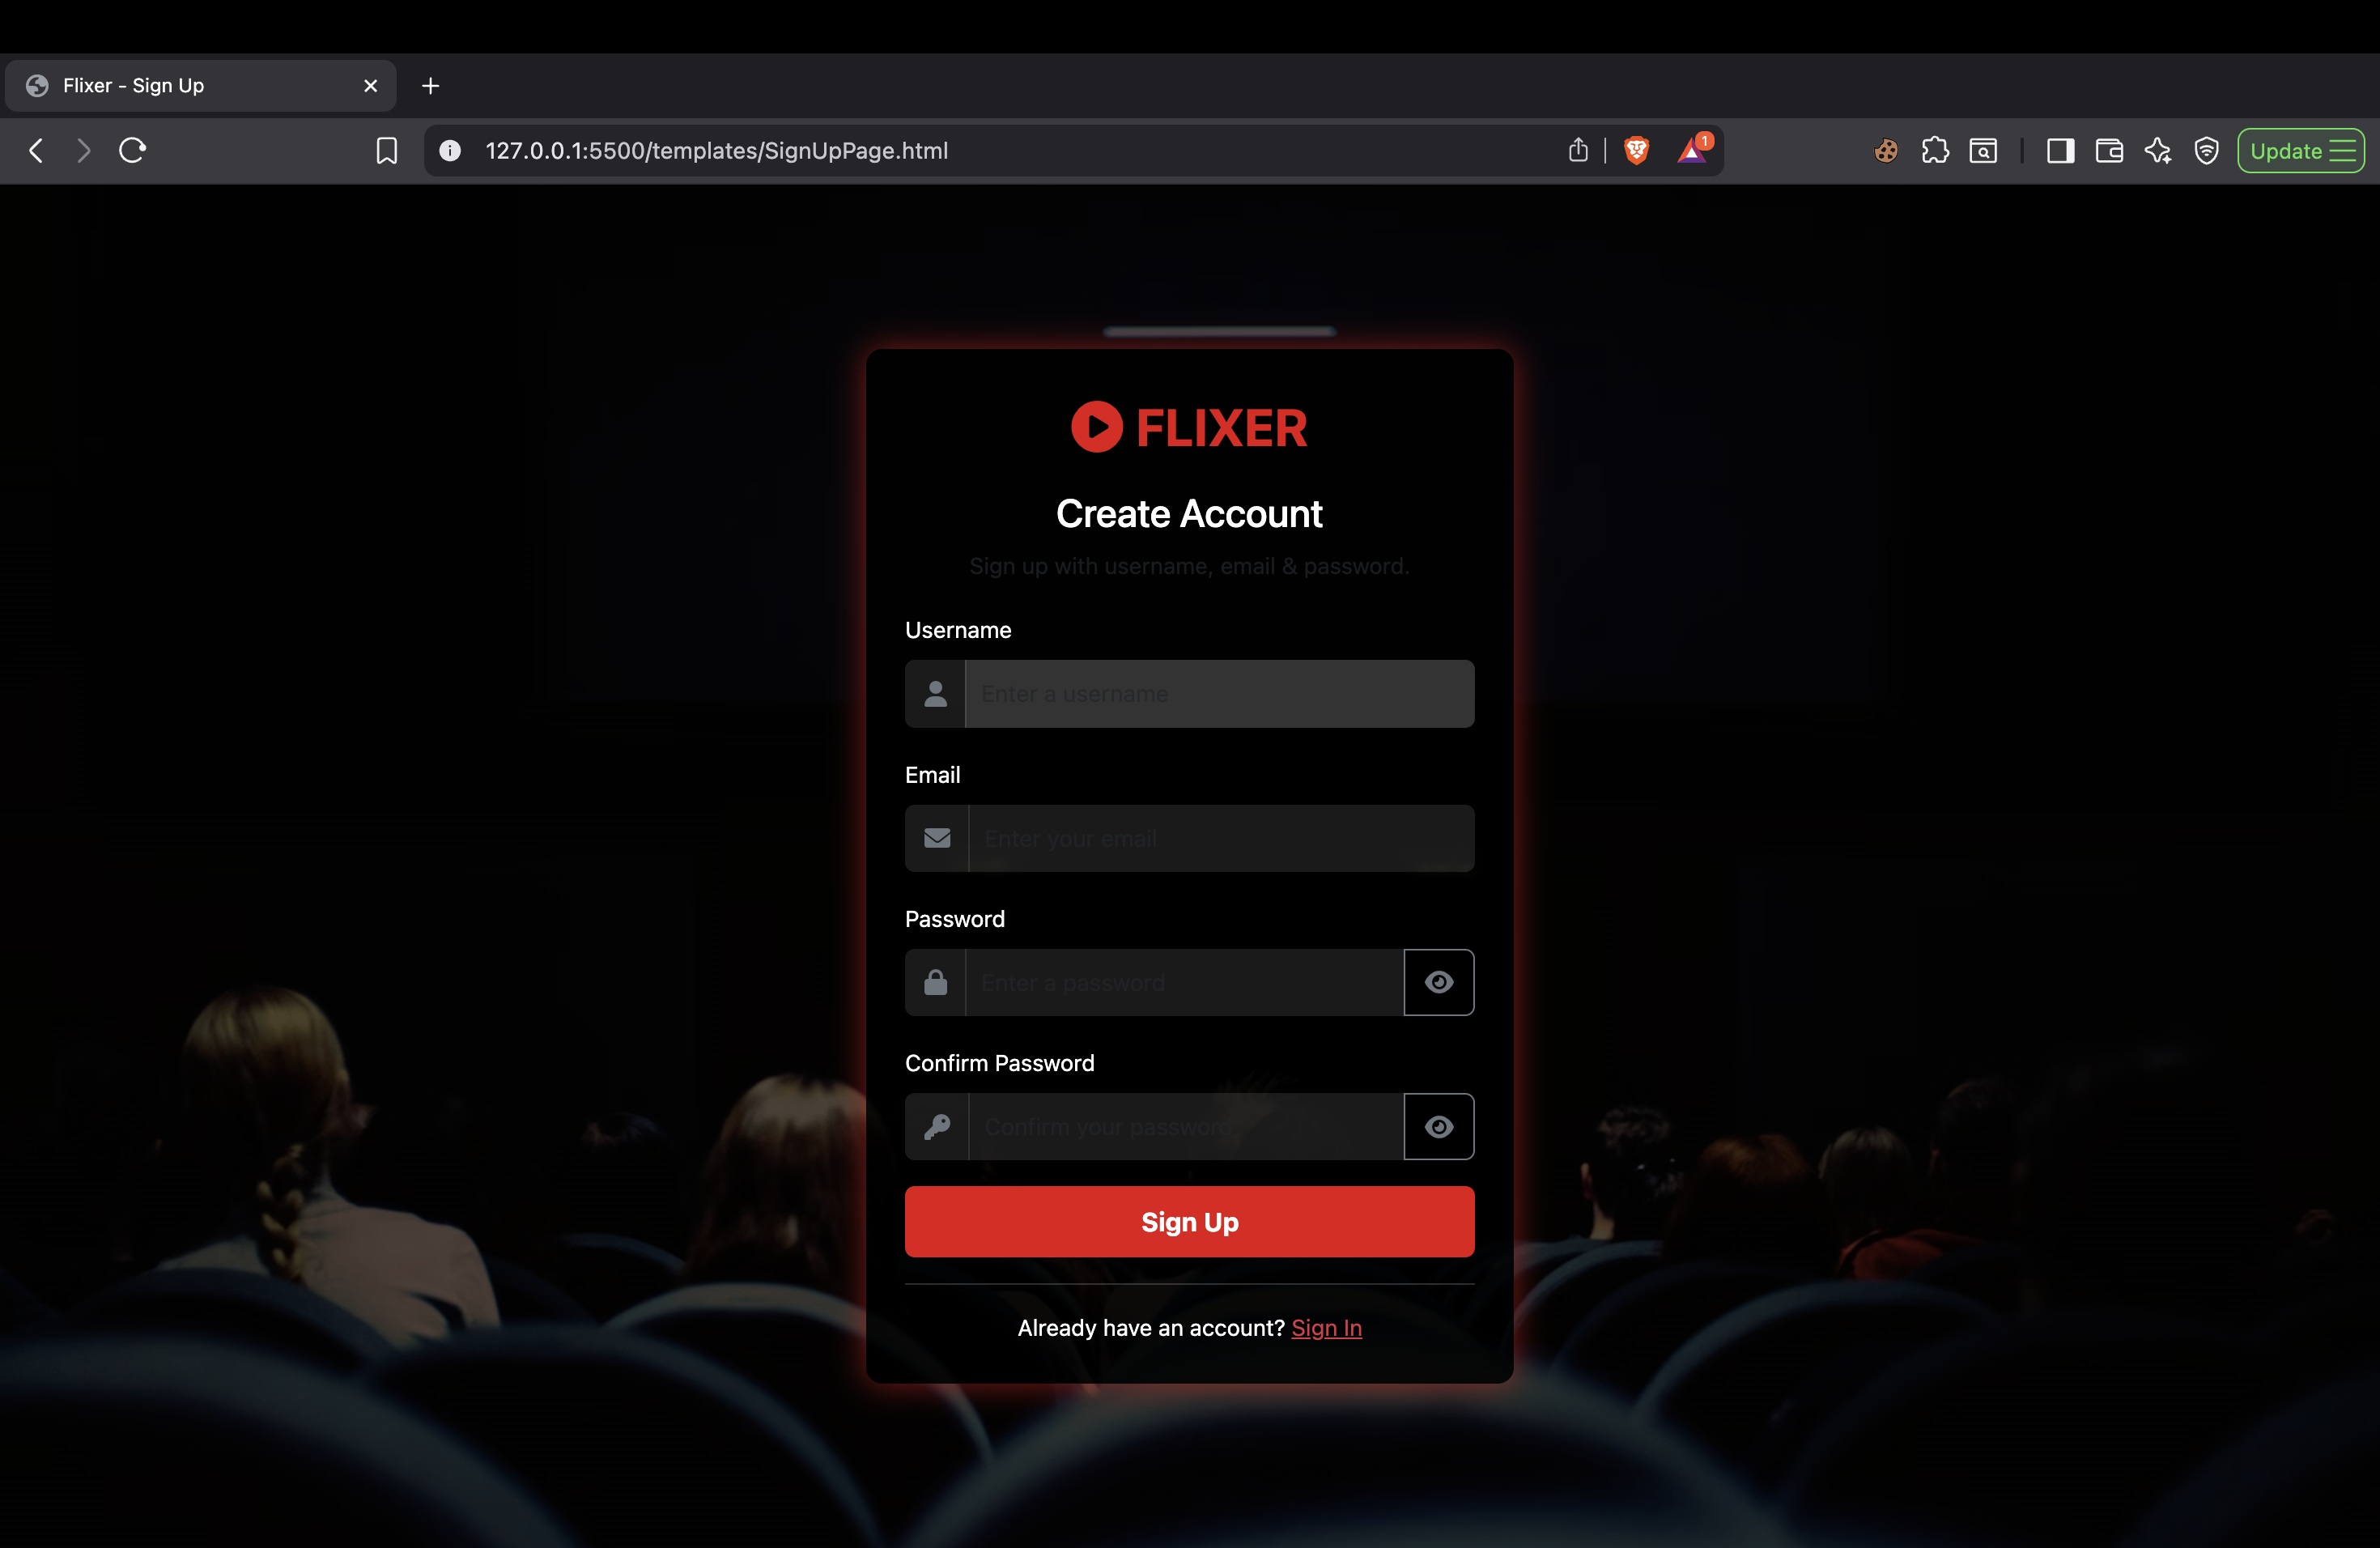 Flixer - Sign Up
127.0.0.1:5500/templates/SignUpPage.html
1
Update
FLIXER
Create Account
Sign up with username, email & password.
Username
Enter a username
Email
Enter your email
Password
Enter a password
Confirm Password
Confirm your password
Sign Up
Already have an account? Sign In